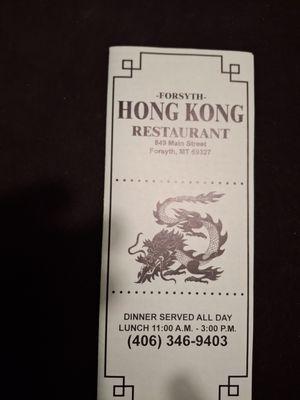 -FORSYTH-
HONG KONG
RESTAURANT
849 Main Street
Forsyth, MT 59327
DINNER SERVED ALL DAY
LUNCH 11:00 A.M. - 3:00 P.M.
(406) 346-9403